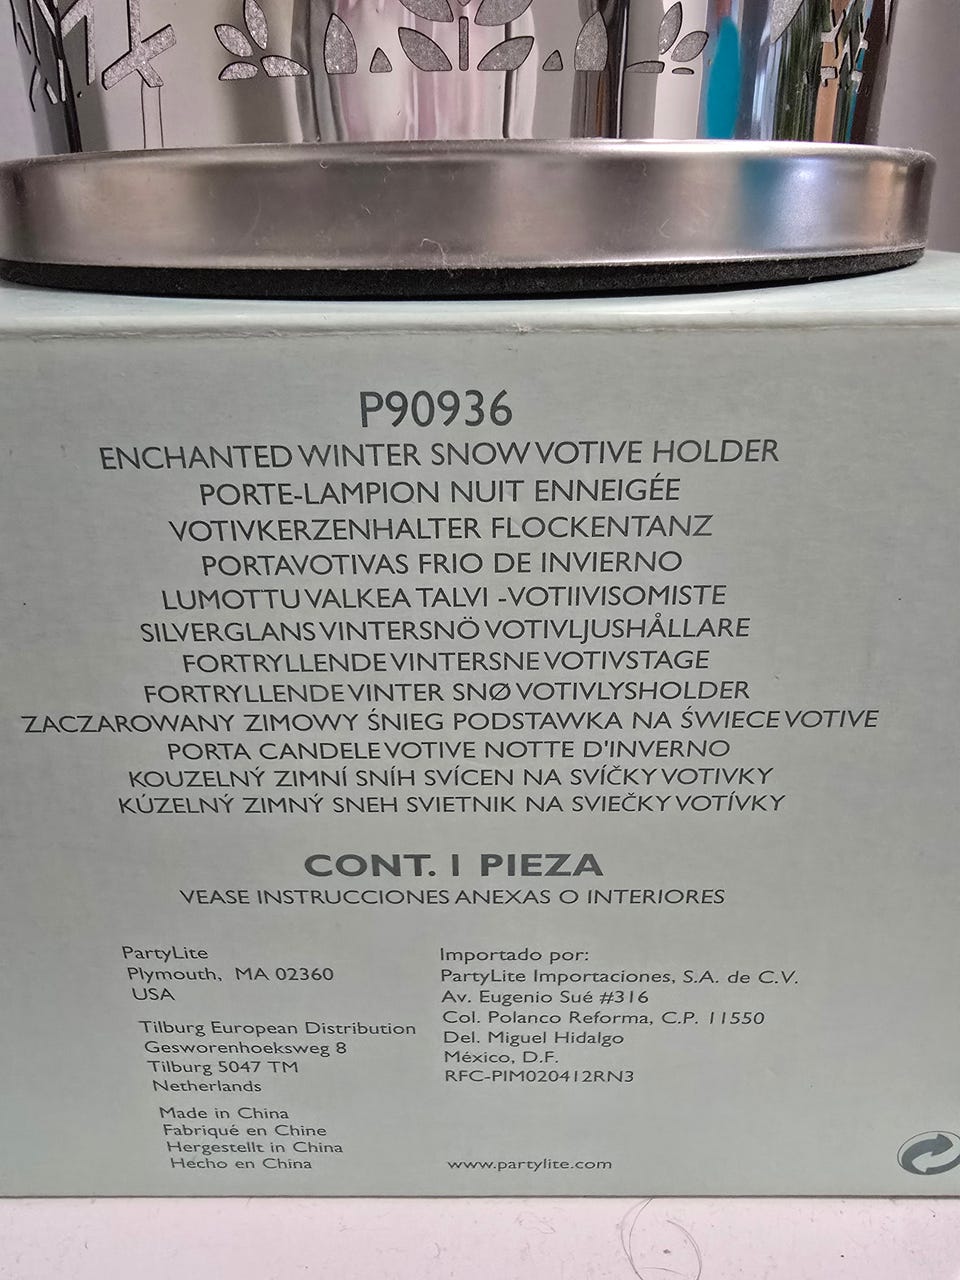 P90936
ENCHANTED WINTER SNOW VOTIVE HOLDER
PORTE-LAMPION NUIT ENNEIGÉE
VOTIVKERZENHALTER FLOCKENTANZ
PORTAVOTIVAS FRIO DE INVIERNO
LUMOTTU VALKEA TALVI -VOTIIVISOMISTE
SILVERGLANS VINTERSNÖ VOTIVLJUSHÅLLARE
FORTRYLLENDE VINTERSNE VOTIVSTAGE
FORTRYLLENDE VINTER SNØ VOTIVLYSHOLDER
ZACZAROWANY ZIMOWY ŚNIEG PODSTAWKA NA ŚWIECE VOTIVE
PORTA CANDELE VOTIVE NOTTE D'INVERNO
KOUZELNÝ ZIMNÍ SNÍH SVÍCEN NA SVÍČKY VOTIVKY
KÚZELNÝ ZIMNÝ SNEH SVIETNIK NA SVIEČKY VOTÍVKY
CONT. 1 PIEZA
VEASE INSTRUCCIONES ANEXAS O INTERIORES
PartyLite
Plymouth, MA 02360
USA
Tilburg European Distribution
Gesworenhoeksweg 8
Tilburg 5047 TM
Netherlands
Made in China
Fabriqué en Chine
Hergestellt in China
Hecho en China
Importado por:
PartyLite Importaciones, S.A. de C.V.
Av. Eugenio Sué #316
Col. Polanco Reforma, C.P. 11550
Del. Miguel Hidalgo
México, D.F.
RFC-PIM020412RN3
www.partylite.com